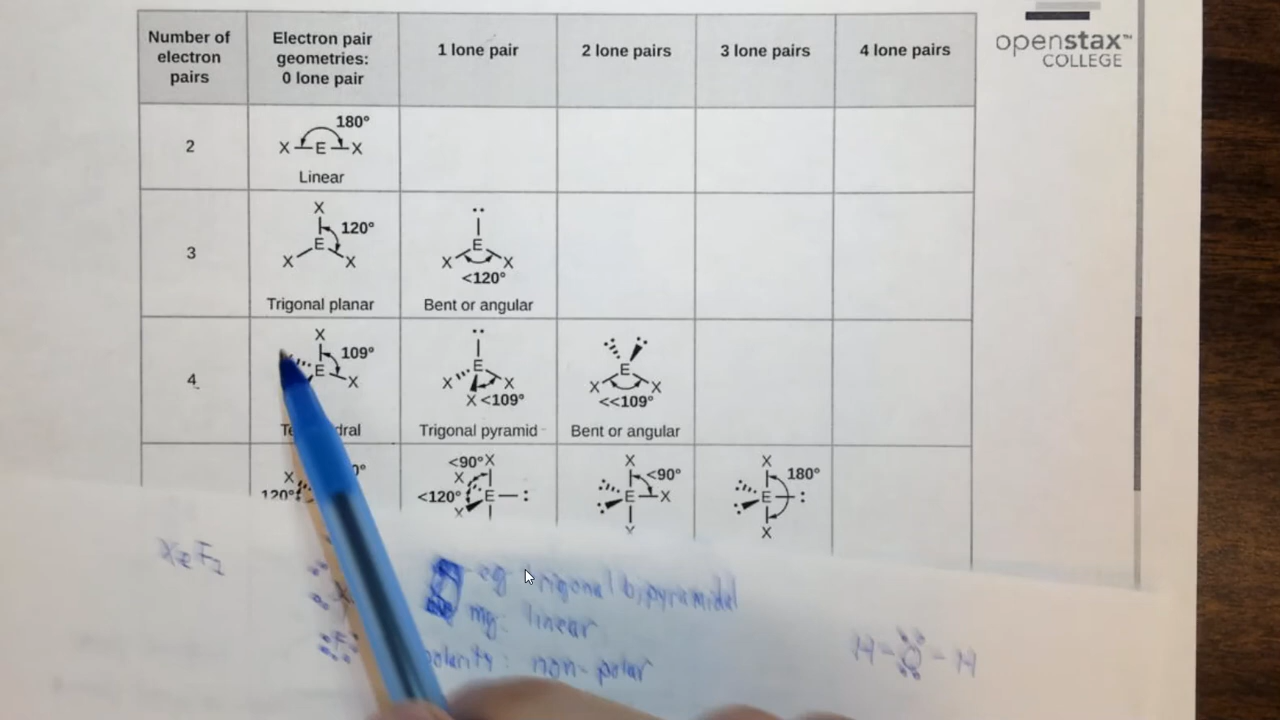 Number of electron pairs
Electron pair geometries: 0 lone pair
1 lone pair
2 lone pairs
3 lone pairs
4 lone pairs
openstax™
COLLEGE
2
180°
X E X
Linear
3
X
120°
E
X X
Trigonal planar
E
X X
<120°
Bent or angular
4
X
109°
E
X
E
X X
X <109°
Trigonal pyramid
E
X X
<<109°
Bent or angular
X
120°
<90° X
X
<120° E :
X
X
<90°
E X
X
X
180°
E :
X
XeF2
eg trigonal bipyramidal
mg: linear
polarity: non-polar
H-O-H